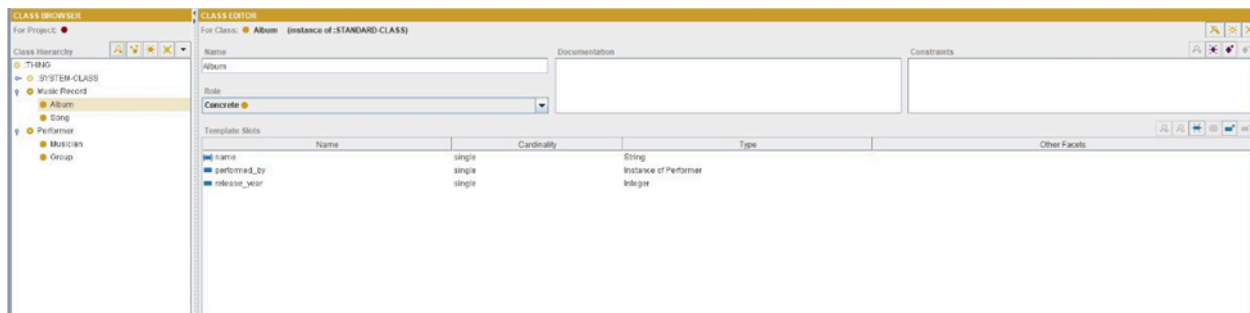 CLASS BROWSER
For Project:
Class Hierarchy
:THING
:SYSTEM-CLASS
Music Record
Album
Song
Performer
Musician
Group
CLASS EDITOR
For Class: Album (instance of :STANDARD-CLASS)
Name Documentation Constraints
Album
Role
Concrete
Template Slots
Name Cardinality Type Other Facets
name single String
performed_by single Instance of Performer
release_year single Integer